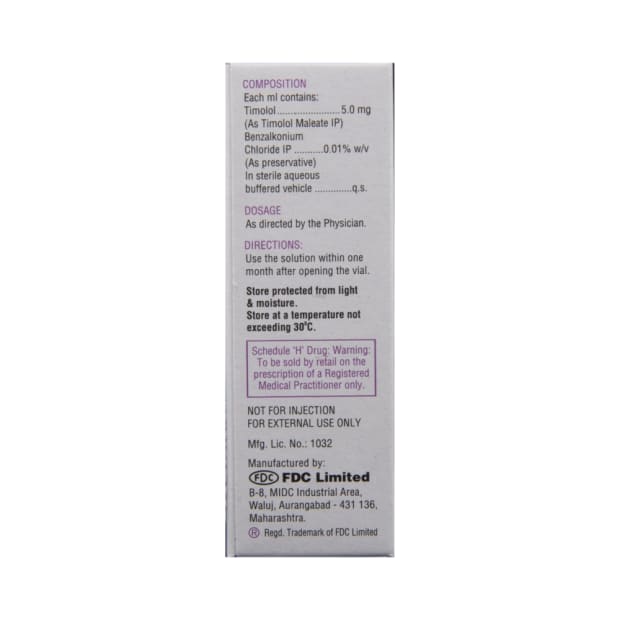 COMPOSITION
Each ml contains:
Timolol.......................5.0 mg
(As Timolol Maleate IP)
Benzalkonium
Chloride IP ..........0.01% w/v
(As preservative)
In sterile aqueous
buffered vehicle .............q.s.
DOSAGE
As directed by the Physician.
DIRECTIONS:
Use the solution within one
month after opening the vial.
Store protected from light
& moisture.
Store at a temperature not
exceeding 30°C.
Schedule 'H' Drug: Warning:
To be sold by retail on the
prescription of a Registered
Medical Practitioner only.
NOT FOR INJECTION
FOR EXTERNAL USE ONLY
Mfg. Lic. No.: 1032
Manufactured by:
FDC FDC Limited
B-8, MIDC Industrial Area,
Waluj, Aurangabad - 431 136,
Maharashtra.
® Regd. Trademark of FDC Limited